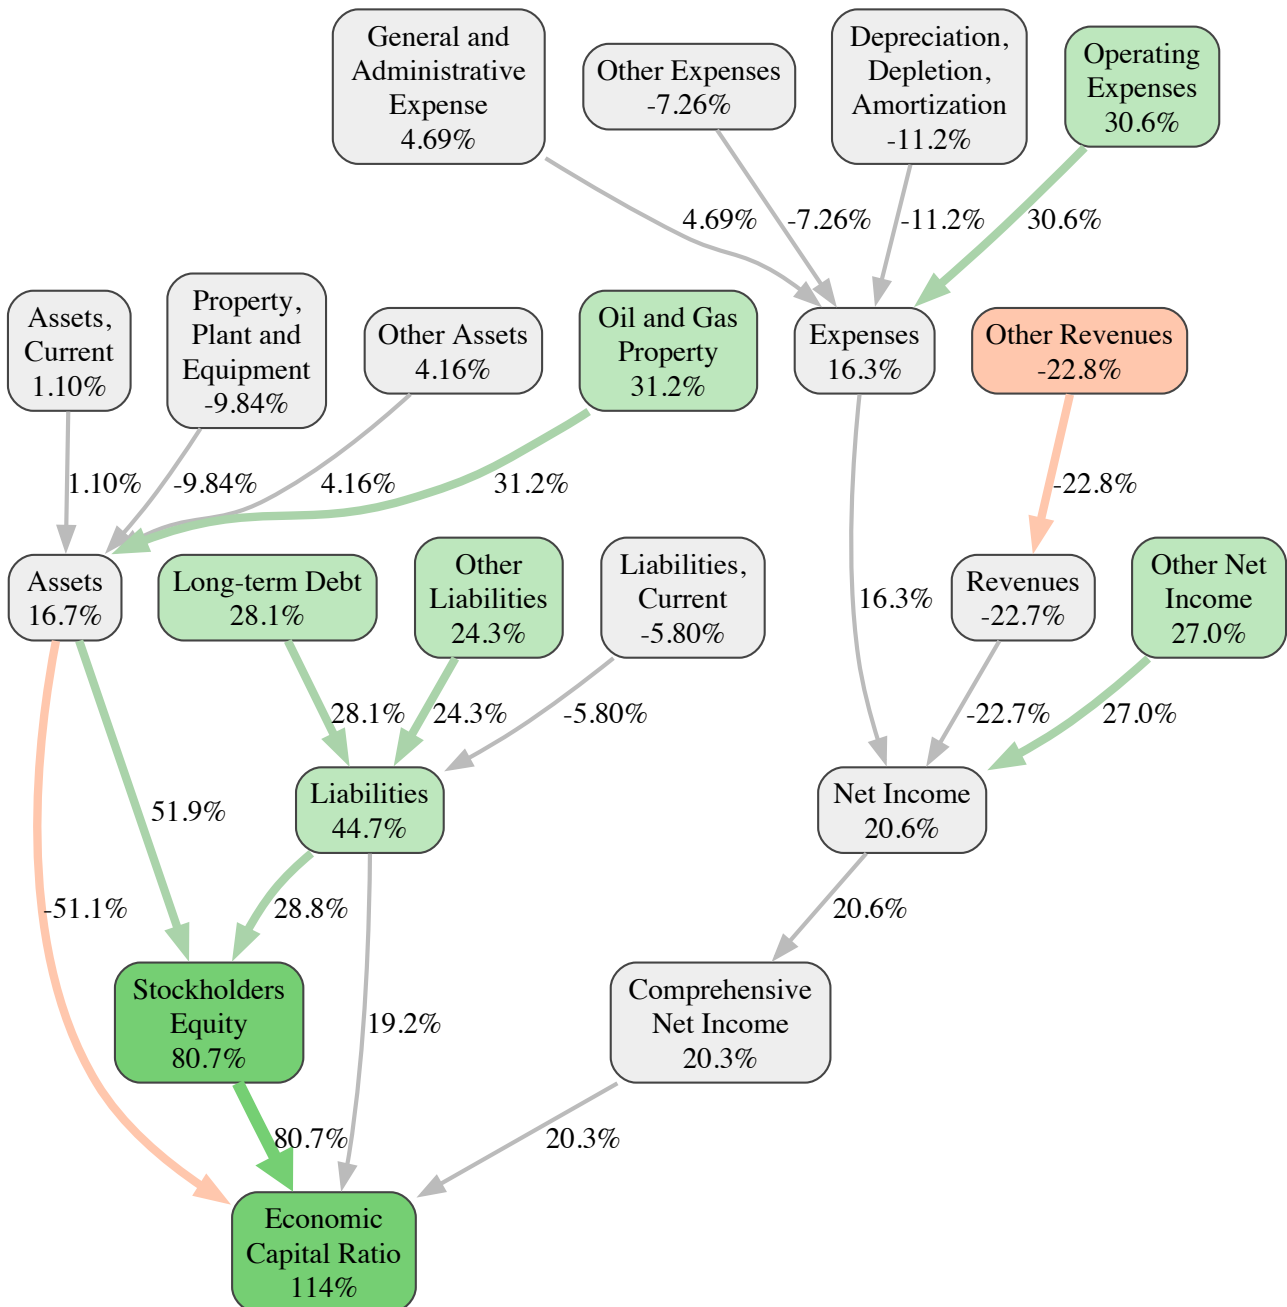 General and
Administrative
Expense
4.69%
Other Expenses
-7.26%
Depreciation,
Depletion,
Amortization
-11.2%
Operating
Expenses
30.6%
4.69%
-7.26%
-11.2%
30.6%
Assets,
Current
1.10%
Property,
Plant and
Equipment
-9.84%
Other Assets
4.16%
Oil and Gas
Property
31.2%
Expenses
16.3%
Other Revenues
-22.8%
1.10%
-9.84%
4.16%
31.2%
-22.8%
Assets
16.7%
Long-term Debt
28.1%
Other
Liabilities
24.3%
Liabilities,
Current
-5.80%
16.3%
Revenues
-22.7%
Other Net
Income
27.0%
28.1%
24.3%
-5.80%
-22.7%
27.0%
51.9%
Liabilities
44.7%
Net Income
20.6%
-51.1%
28.8%
20.6%
Stockholders
Equity
80.7%
19.2%
Comprehensive
Net Income
20.3%
80.7%
20.3%
Economic
Capital Ratio
114%